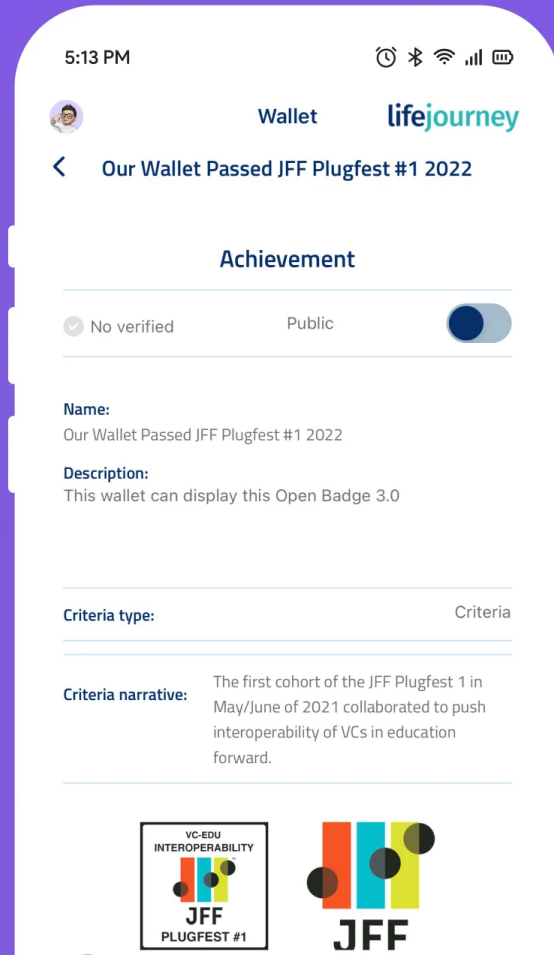 5:13 PM
Wallet
lifejourney
Our Wallet Passed JFF Plugfest #1 2022
Achievement
No verified
Public
Name:
Our Wallet Passed JFF Plugfest #1 2022
Description:
This wallet can display this Open Badge 3.0
Criteria type:
Criteria
Criteria narrative:
The first cohort of the JFF Plugfest 1 in
May/June of 2021 collaborated to push
interoperability of VCs in education
forward.
VC-EDU
INTEROPERABILITY
JFF
PLUGFEST #1
JFF